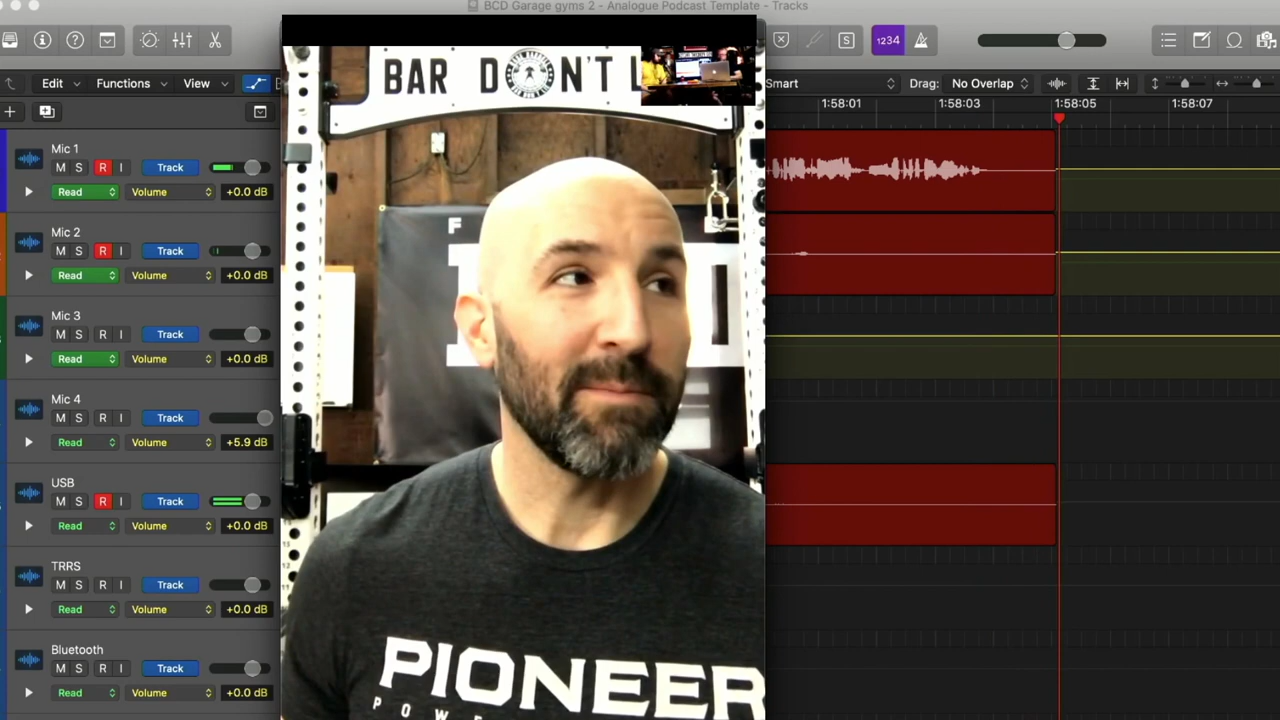 BCD Garage gyms 2 - Analogue Podcast Template - Tracks
1234
S
Edit
Functions
View
Smart
Drag: No Overlap
1:58:01
1:58:03
1:58:05
1:58:07
Mic 1
M S R I Track
Read Volume +0.0 dB
Mic 2
M S R I Track
Read Volume +0.0 dB
Mic 3
M S R I Track
Read Volume +0.0 dB
Mic 4
M S R I Track
Read Volume +5.9 dB
USB
M S R I Track
Read Volume +0.0 dB
TRRS
M S R I Track
Read Volume +0.0 dB
Bluetooth
M S R I Track
Read Volume +0.0 dB
BAR DON'T L
F
PIONEER
POWE